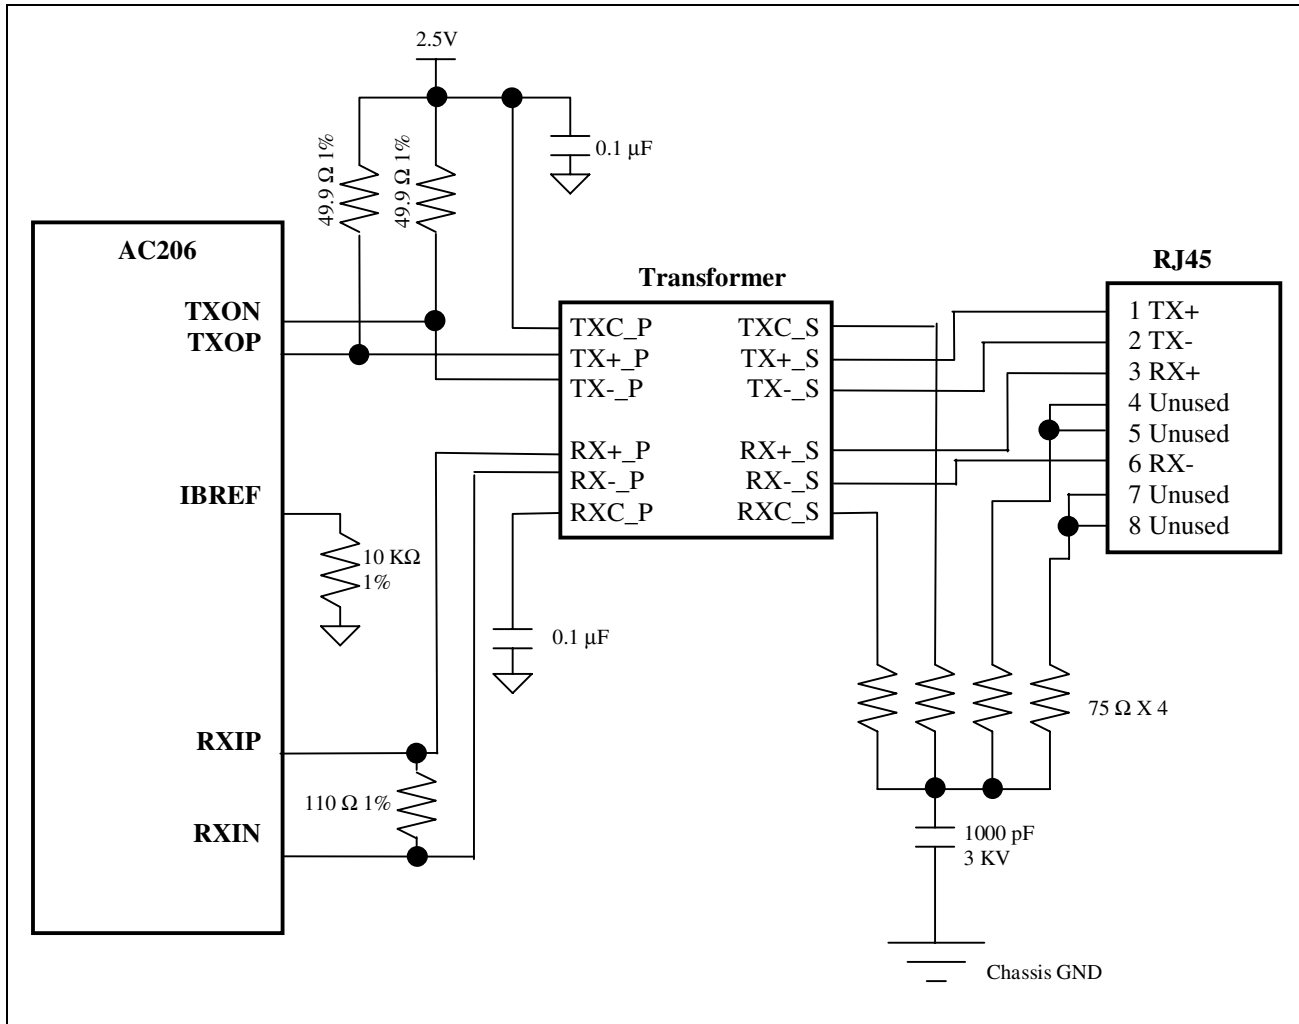 2.5V
0.1 µF
49.9 Ω 1%
49.9 Ω 1%
AC206
TXON
TXOP
IBREF
10 KΩ
1%
RXIP
110 Ω 1%
RXIN
0.1 µF
Transformer
TXC_P
TX+_P
TX-_P
RX+_P
RX-_P
RXC_P
TXC_S
TX+_S
TX-_S
RX+_S
RX-_S
RXC_S
RJ45
1 TX+
2 TX-
3 RX+
4 Unused
5 Unused
6 RX-
7 Unused
8 Unused
75 Ω X 4
1000 pF
3 KV
Chassis GND